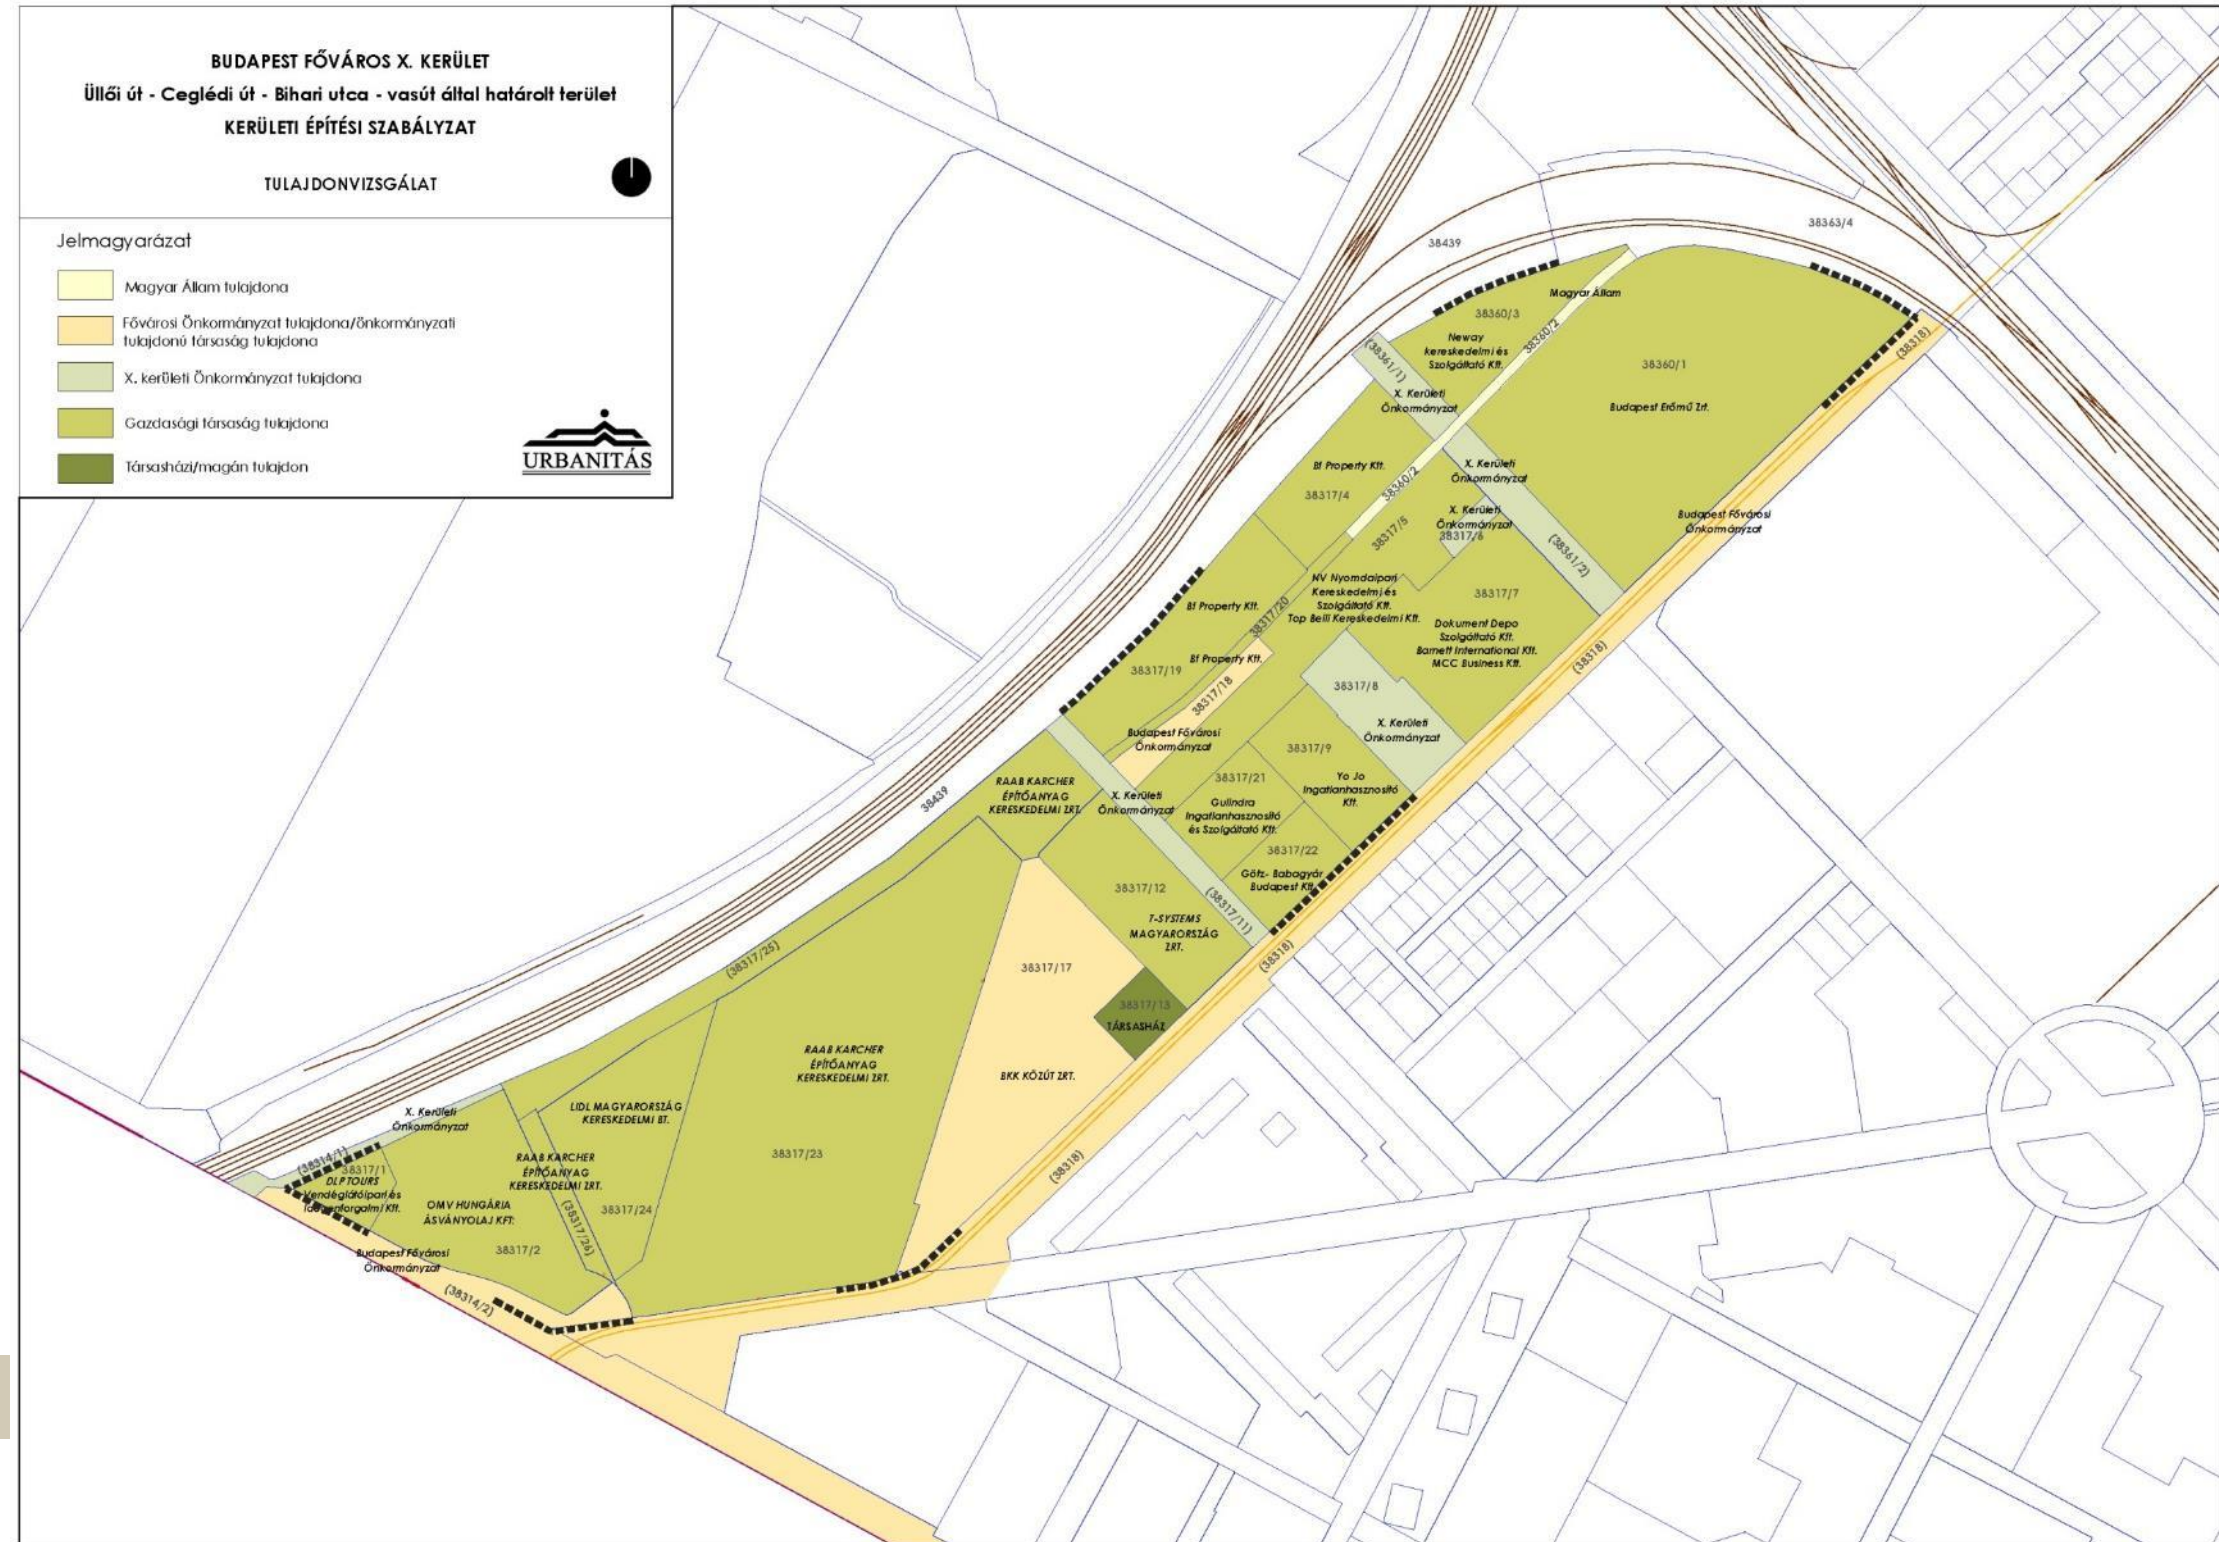 BUDAPEST FŐVÁROS X. KERÜLET
Üllői út - Ceglédi út - Bihari utca - vasút által határolt terület
KERÜLETI ÉPÍTÉSI SZABÁLYZAT
TULAJDONVIZSGÁLAT
Jelmagyarázat
Magyar Állam tulajdona
Fővárosi Önkormányzat tulajdona/önkormányzati
tulajdonú társaság tulajdona
X. kerületi Önkormányzat tulajdona
Gazdasági társaság tulajdona
Társasházi/magán tulajdon
URBANITÁS
38363/4
38439
Magyar Állam
38360/3
Neway
kereskedelmi és
Szolgáltató Kft.
38360/2
(38318)
(38361/1)
38360/1
X. Kerületi
Önkormányzat
Budapest Erőmű Zrt.
Bf Property Kft.
38317/4
38360/2
X. Kerületi
Önkormányzat
X. Kerületi
Önkormányzat
38317/6
38317/5
Budapest Fővárosi
Önkormányzat
(38361/2)
NV Nyomdaipari
Kereskedelmi és
Szolgáltató Kft.
Top Beill Kereskedelmi Kft.
38317/7
Dokument Depo
Szolgáltató Kft.
Barnett International Kft.
MCC Business Kft.
Bf Property Kft.
38317/20
(38318)
38317/19
Bf Property Kft.
38317/18
38317/8
X. Kerületi
Önkormányzat
Budapest Fővárosi
Önkormányzat
38317/9
38317/21
Yo Jo
Ingatlanhasznosító
Kft.
RAAB KARCHER
ÉPÍTŐANYAG
KERESKEDELMI ZRT.
X. Kerületi
Önkormányzat
Gulindra
Ingatlanhasznosító
és Szolgáltató Kft.
38439
38317/22
Götz- Babagyár
Budapest Kft.
38317/12
(38317/11)
T-SYSTEMS
MAGYARORSZÁG
ZRT.
(38317/25)
38317/17
(38318)
38317/13
TÁRSASHÁZ
RAAB KARCHER
ÉPÍTŐANYAG
KERESKEDELMI ZRT.
BKK KÖZÚT ZRT.
LIDL MAGYARORSZÁG
KERESKEDELMI BT.
X. Kerületi
Önkormányzat
38317/23
(38318)
(38314/1)
38317/1
DLP TOURS
Vendéglátóipari és
Idegenforgalmi Kft.
RAAB KARCHER
ÉPÍTŐANYAG
KERESKEDELMI ZRT.
OMV HUNGÁRIA
ÁSVÁNYOLAJ KFT.
38317/24
(38317/26)
38317/2
Budapest Fővárosi
Önkormányzat
(38314/2)